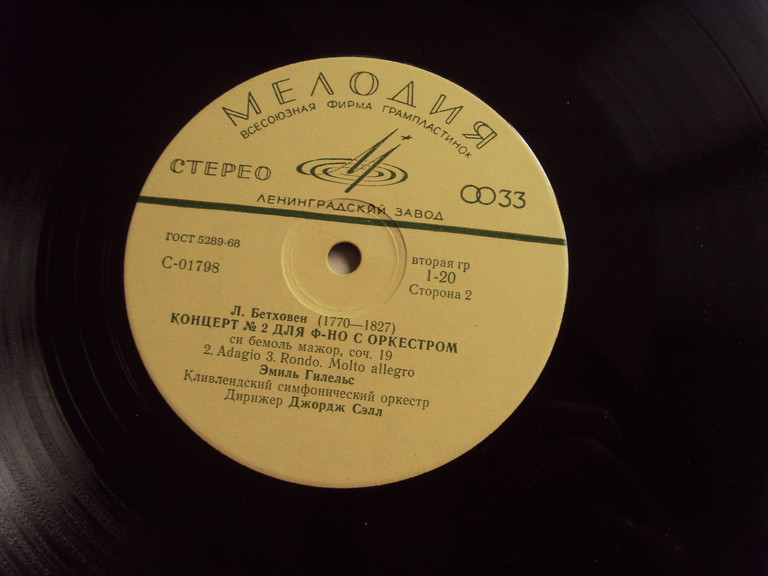 МЕЛОДИЯ
ВСЕСОЮЗНАЯ ФИРМА ГРАМПЛАСТИНОК
СТЕРЕО
33
ЛЕНИНГРАДСКИЙ ЗАВОД
ГОСТ 5289-68
С-01798
вторая гр
1-20
Сторона 2
Л. Бетховен (1770—1827)
КОНЦЕРТ № 2 ДЛЯ Ф-НО С ОРКЕСТРОМ
си бемоль мажор, соч. 19
2. Adagio 3. Rondo. Molto allegro
Эмиль Гилельс
Кливлендский симфонический оркестр
Дирижер Джордж Сэлл